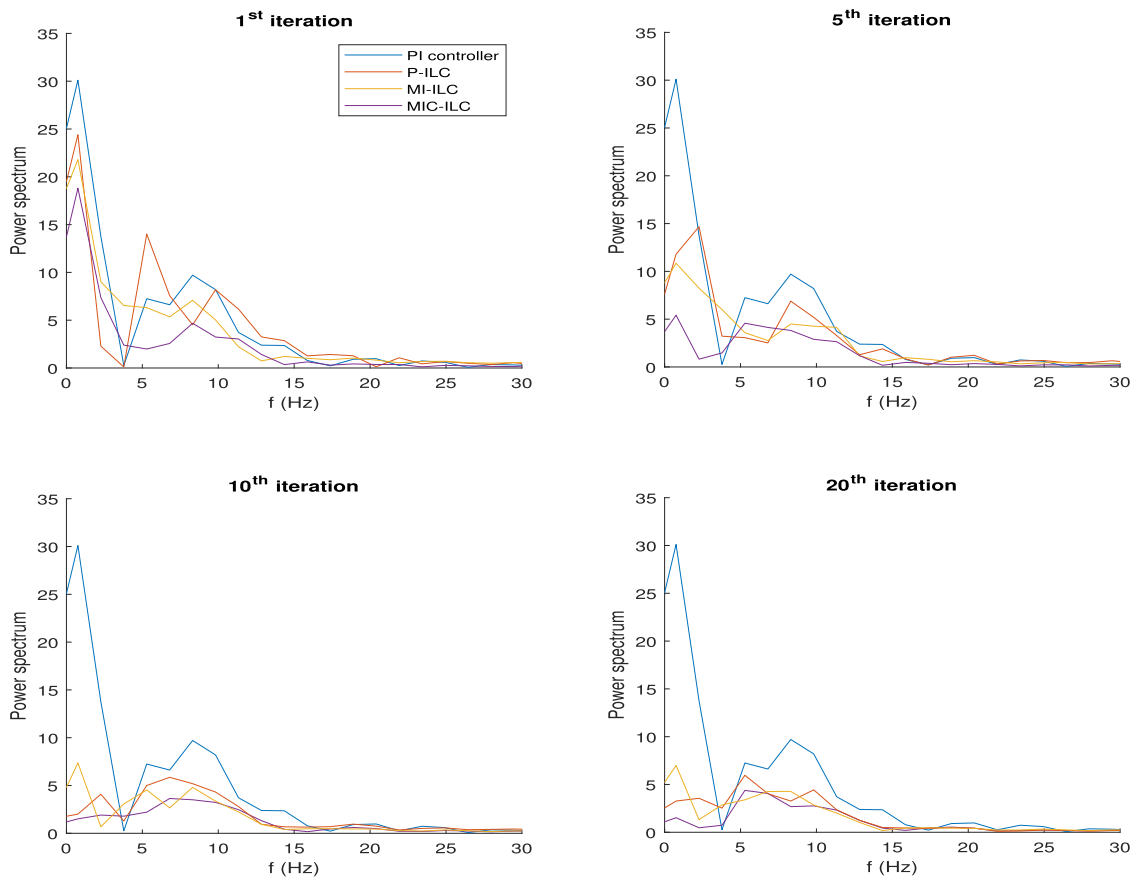 1st iteration
35
30
25
20
15
10
5
0
Power spectrum
0 5 10 15 20 25 30
f (Hz)
PI controller
P-ILC
MI-ILC
MIC-ILC
5th iteration
35
30
25
20
15
10
5
0
Power spectrum
0 5 10 15 20 25 30
f (Hz)
10th iteration
35
30
25
20
15
10
5
0
Power spectrum
0 5 10 15 20 25 30
f (Hz)
20th iteration
35
30
25
20
15
10
5
0
Power spectrum
0 5 10 15 20 25 30
f (Hz)